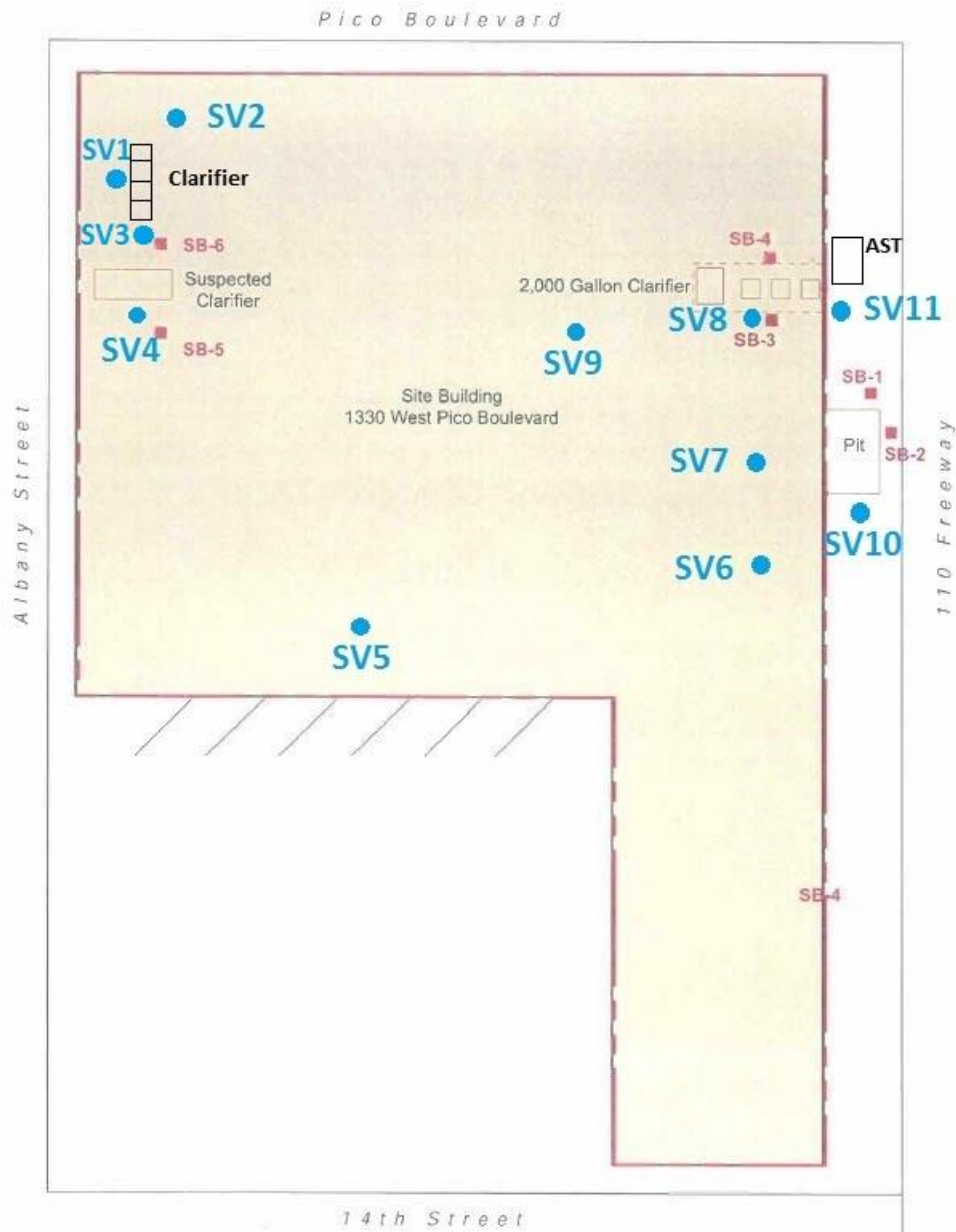 Pico Boulevard
SV2
SV1
Clarifier
SV3
SB-6
SB-4
AST
Suspected
Clarifier
2,000 Gallon Clarifier
SV8
SV11
SV4
SB-5
SV9
SB-3
SB-1
Site Building
1330 West Pico Boulevard
Pit
SB-2
Albany Street
110 Freeway
SV7
SV10
SV6
SV5
SB-4
14th Street